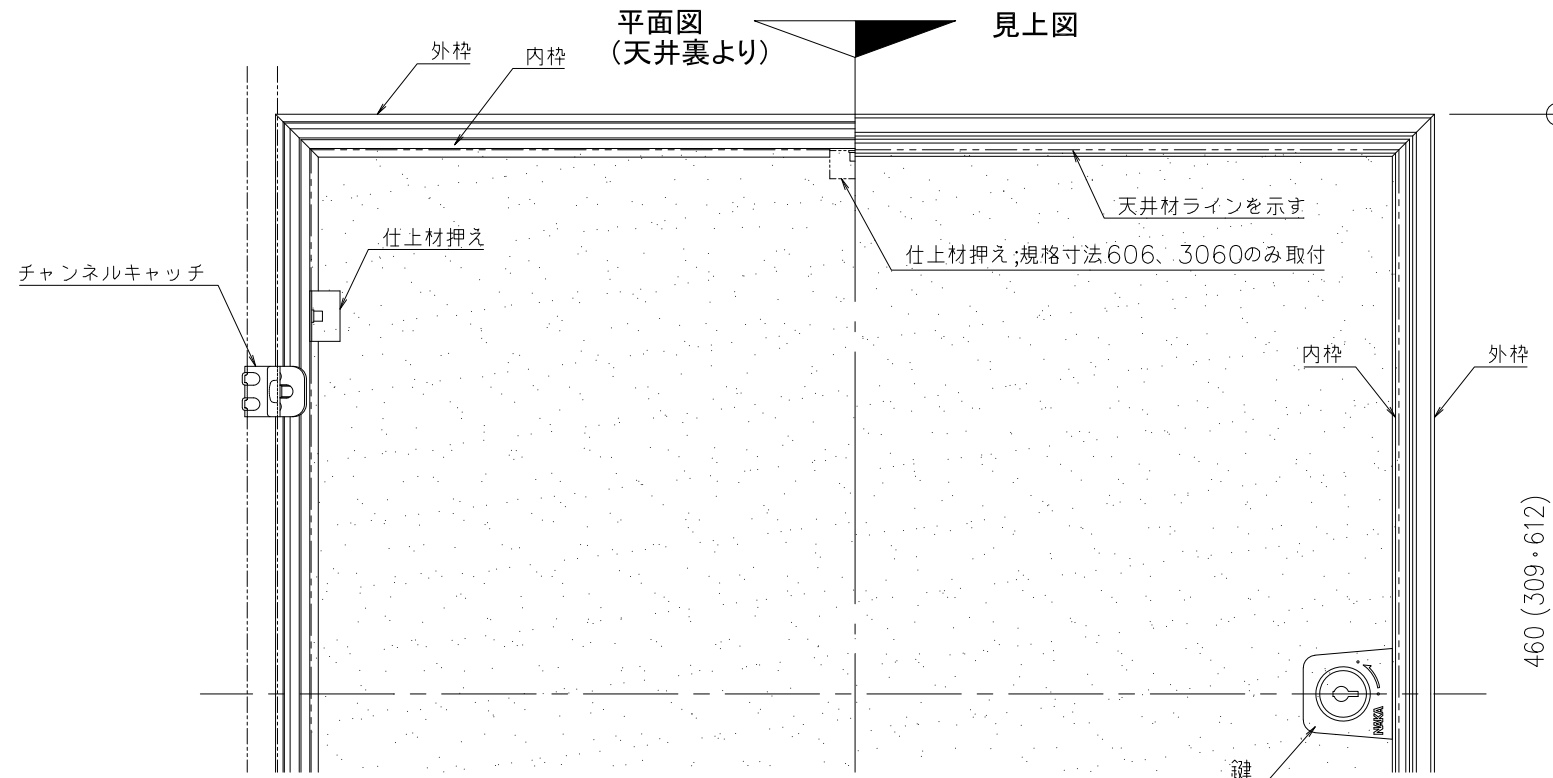 平面図
(天井裏より)
見上図
外枠
内枠
天井材ラインを示す
仕上材押え
仕上材押え;規格寸法606、3060のみ取付
チャンネルキャッチ
内枠
外枠
460(309・612)
NAKA
鍵